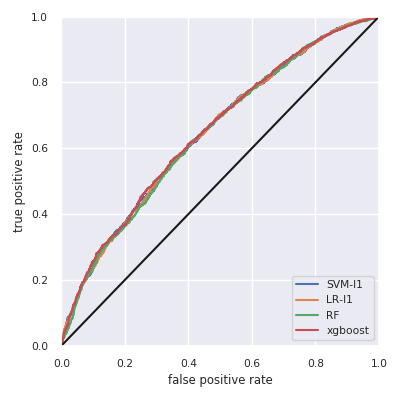 1.0
0.8
0.6
0.4
0.2
0.0
true positive rate
0.0 0.2 0.4 0.6 0.8 1.0
false positive rate
SVM-l1
LR-l1
RF
xgboost